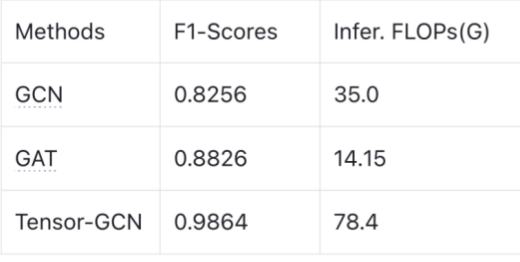 Methods F1-Scores Infer. FLOPs(G)
GCN 0.8256 35.0
GAT 0.8826 14.15
Tensor-GCN 0.9864 78.4